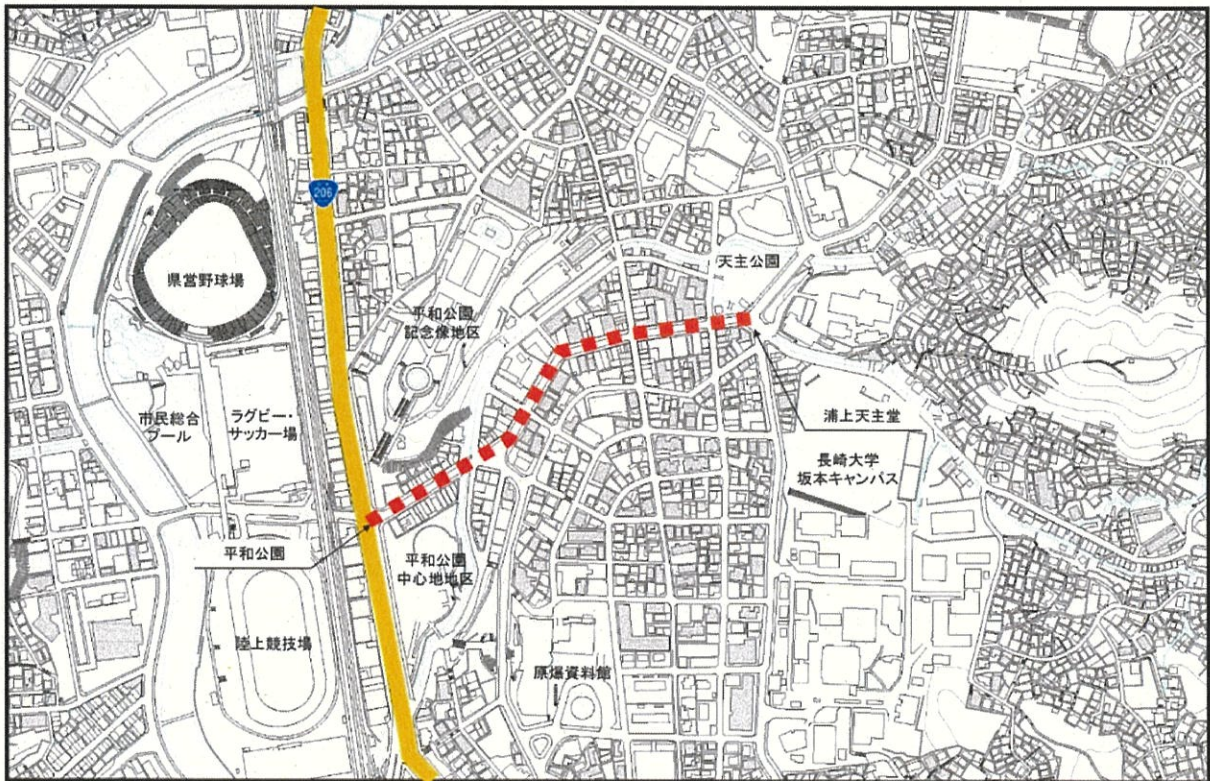 206
県営野球場
天主公園
平和公園
記念像地区
市民総合
プール
ラグビー・
サッカー場
浦上天主堂
長崎大学
坂本キャンパス
平和公園
平和公園
中心地地区
陸上競技場
原爆資料館